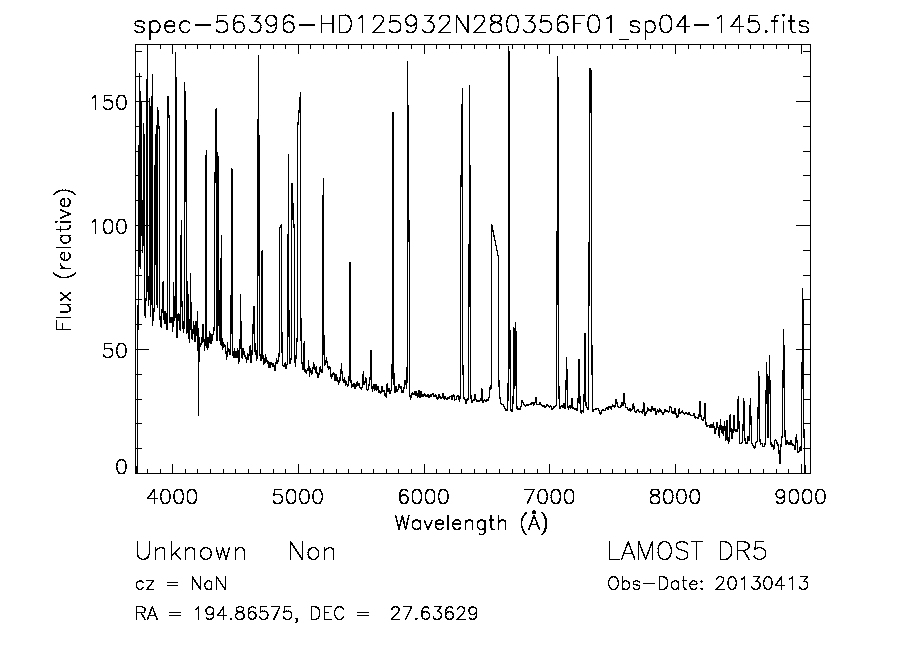 spec-56396-HD125932N280356F01_sp04-145.fits
150
100
50
0
Flux (relative)
4000 5000 6000 7000 8000 9000
Wavelength (Å)
Unknown Non LAMOST DR5
cz = NaN Obs-Date: 20130413
RA = 194.86575, DEC = 27.63629